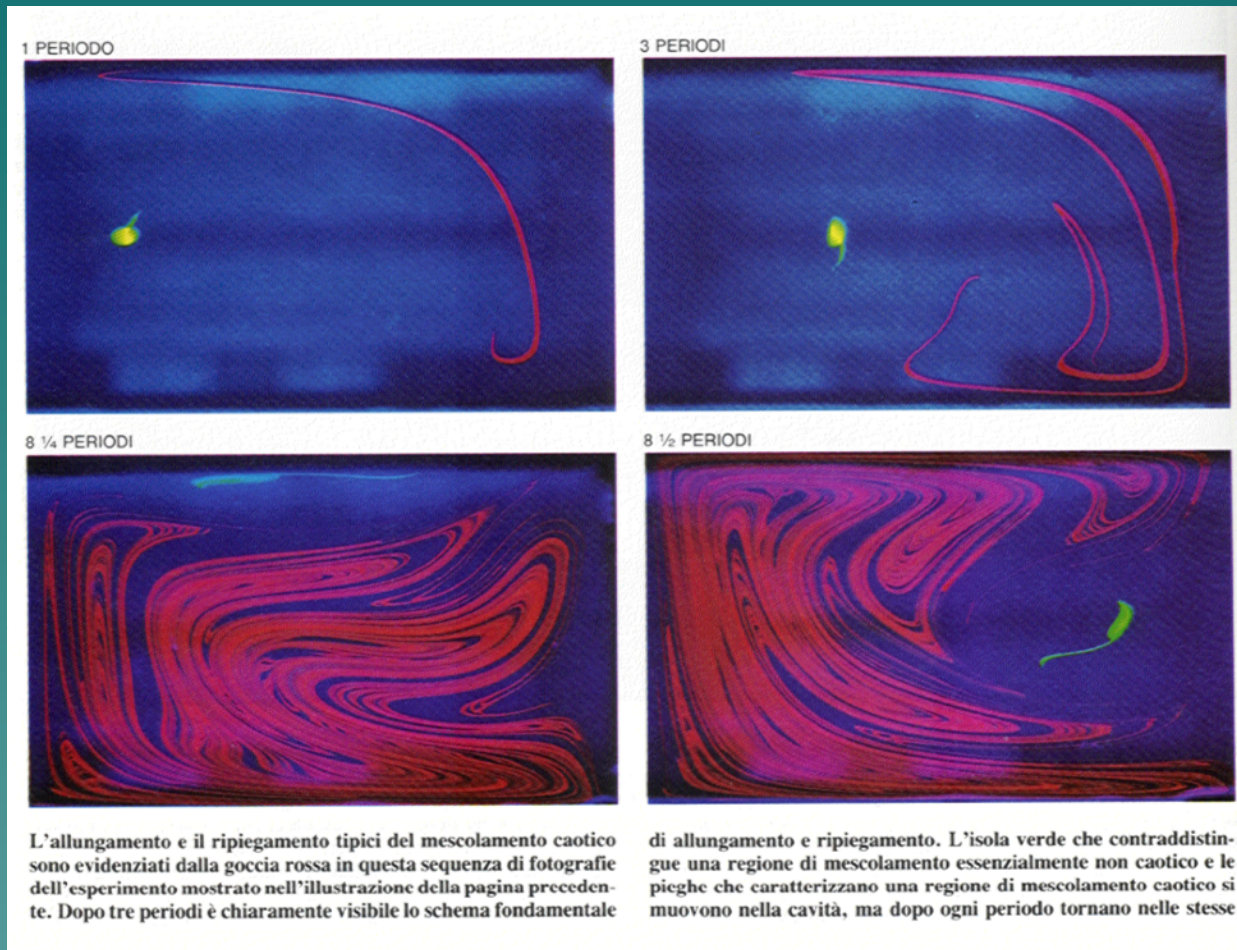 1 PERIODO
3 PERIODI
8 ¼ PERIODI
8 ½ PERIODI
L'allungamento e il ripiegamento tipici del mescolamento caotico
sono evidenziati dalla goccia rossa in questa sequenza di fotografie
dell'esperimento mostrato nell'illustrazione della pagina preceden-
te. Dopo tre periodi è chiaramente visibile lo schema fondamentale
di allungamento e ripiegamento. L'isola verde che contraddistin-
gue una regione di mescolamento essenzialmente non caotico e le
pieghe che caratterizzano una regione di mescolamento caotico si
muovono nella cavità, ma dopo ogni periodo tornano nelle stesse